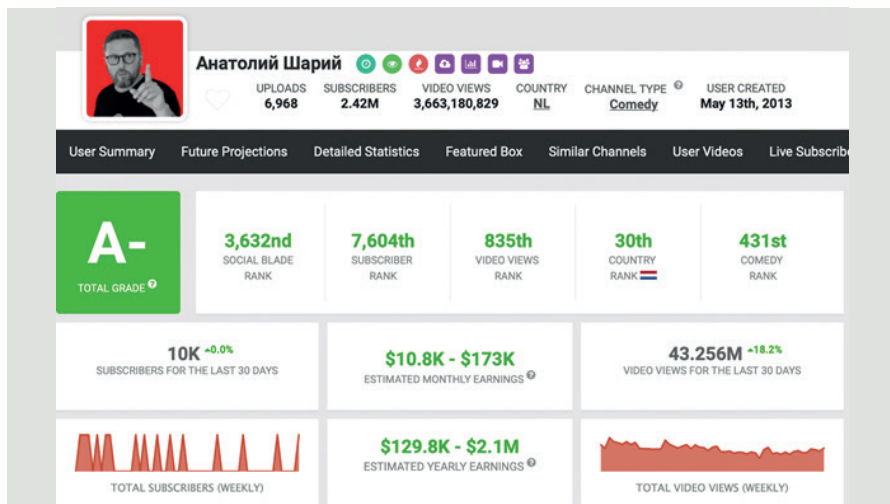 Анатолий Шарий
UPLOADS SUBSCRIBERS VIDEO VIEWS COUNTRY CHANNEL TYPE USER CREATED
6,968 2.42M 3,663,180,829 NL Comedy May 13th, 2013
User Summary Future Projections Detailed Statistics Featured Box Similar Channels User Videos Live Subscribe
A-
TOTAL GRADE
3,632nd 7,604th 835th 30th 431st
SOCIAL BLADE SUBSCRIBER VIDEO VIEWS COUNTRY COMEDY
RANK RANK RANK RANK RANK
10K 0.0%
SUBSCRIBERS FOR THE LAST 30 DAYS
$10.8K - $173K
ESTIMATED MONTHLY EARNINGS
43.256M 18.2%
VIDEO VIEWS FOR THE LAST 30 DAYS
TOTAL SUBSCRIBERS (WEEKLY)
$129.8K - $2.1M
ESTIMATED YEARLY EARNINGS
TOTAL VIDEO VIEWS (WEEKLY)